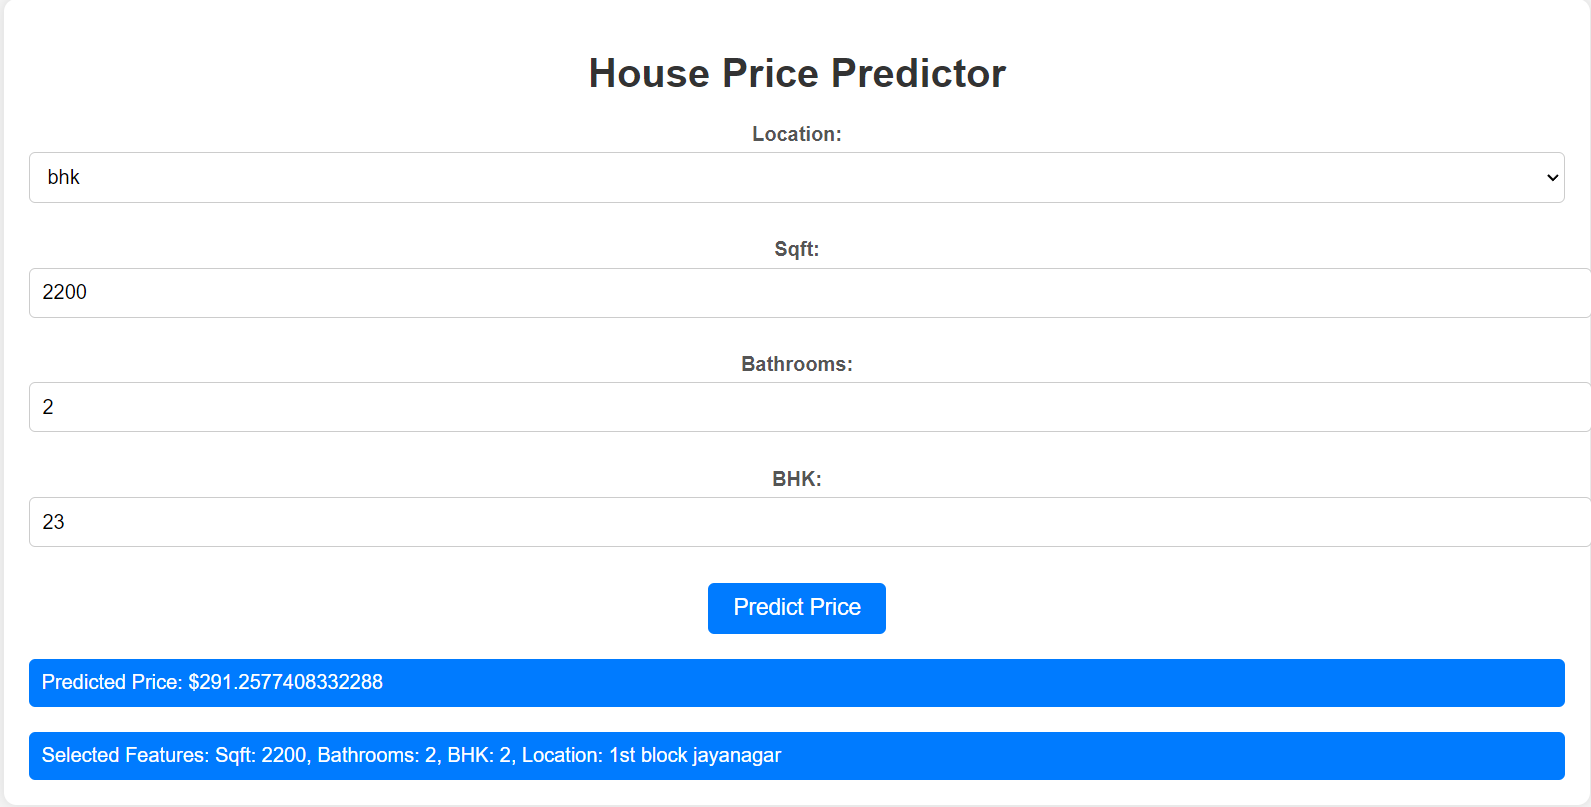 House Price Predictor
Location:
bhk
Sqft:
2200
Bathrooms:
2
BHK:
23
Predict Price
Predicted Price: $291.2577408332288
Selected Features: Sqft: 2200, Bathrooms: 2, BHK: 2, Location: 1st block jayanagar